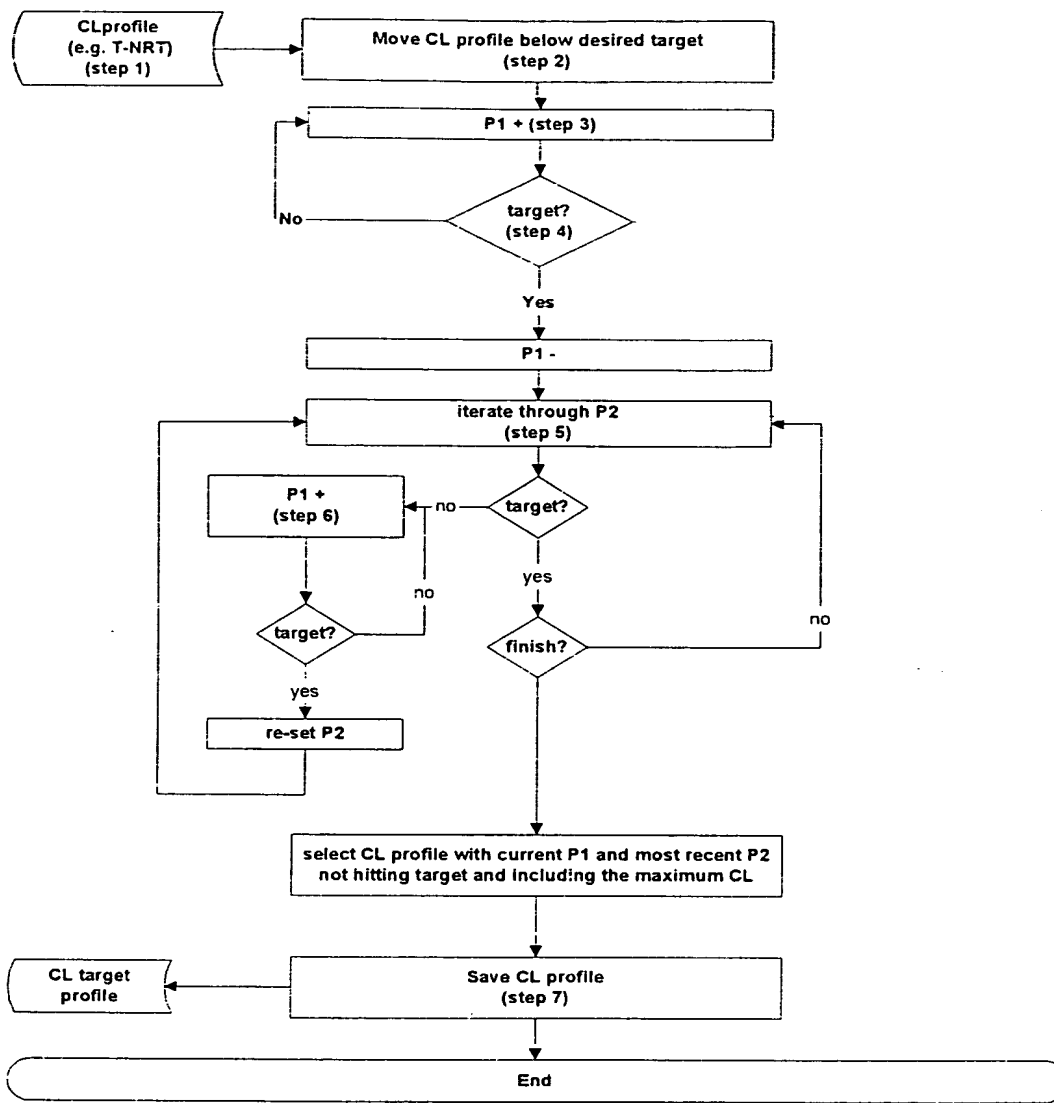 CLprofile
(e.g. T-NRT)
(step 1)
Move CL profile below desired target
(step 2)
P1 + (step 3)
target?
(step 4)
No
Yes
P1 -
iterate through P2
(step 5)
P1 +
(step 6)
no
target?
no
yes
target?
finish?
no
yes
re-set P2
select CL profile with current P1 and most recent P2
not hitting target and including the maximum CL
CL target
profile
Save CL profile
(step 7)
End